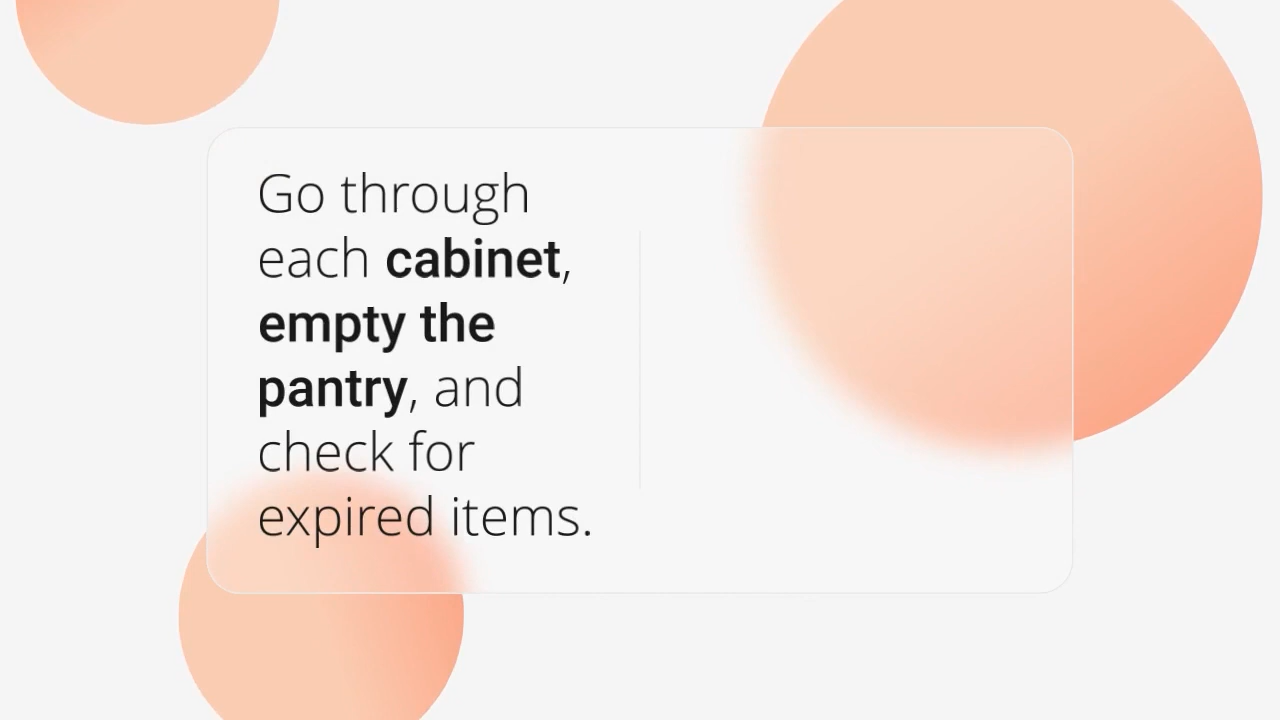 Go through
each cabinet,
empty the
pantry, and
check for
expired items.